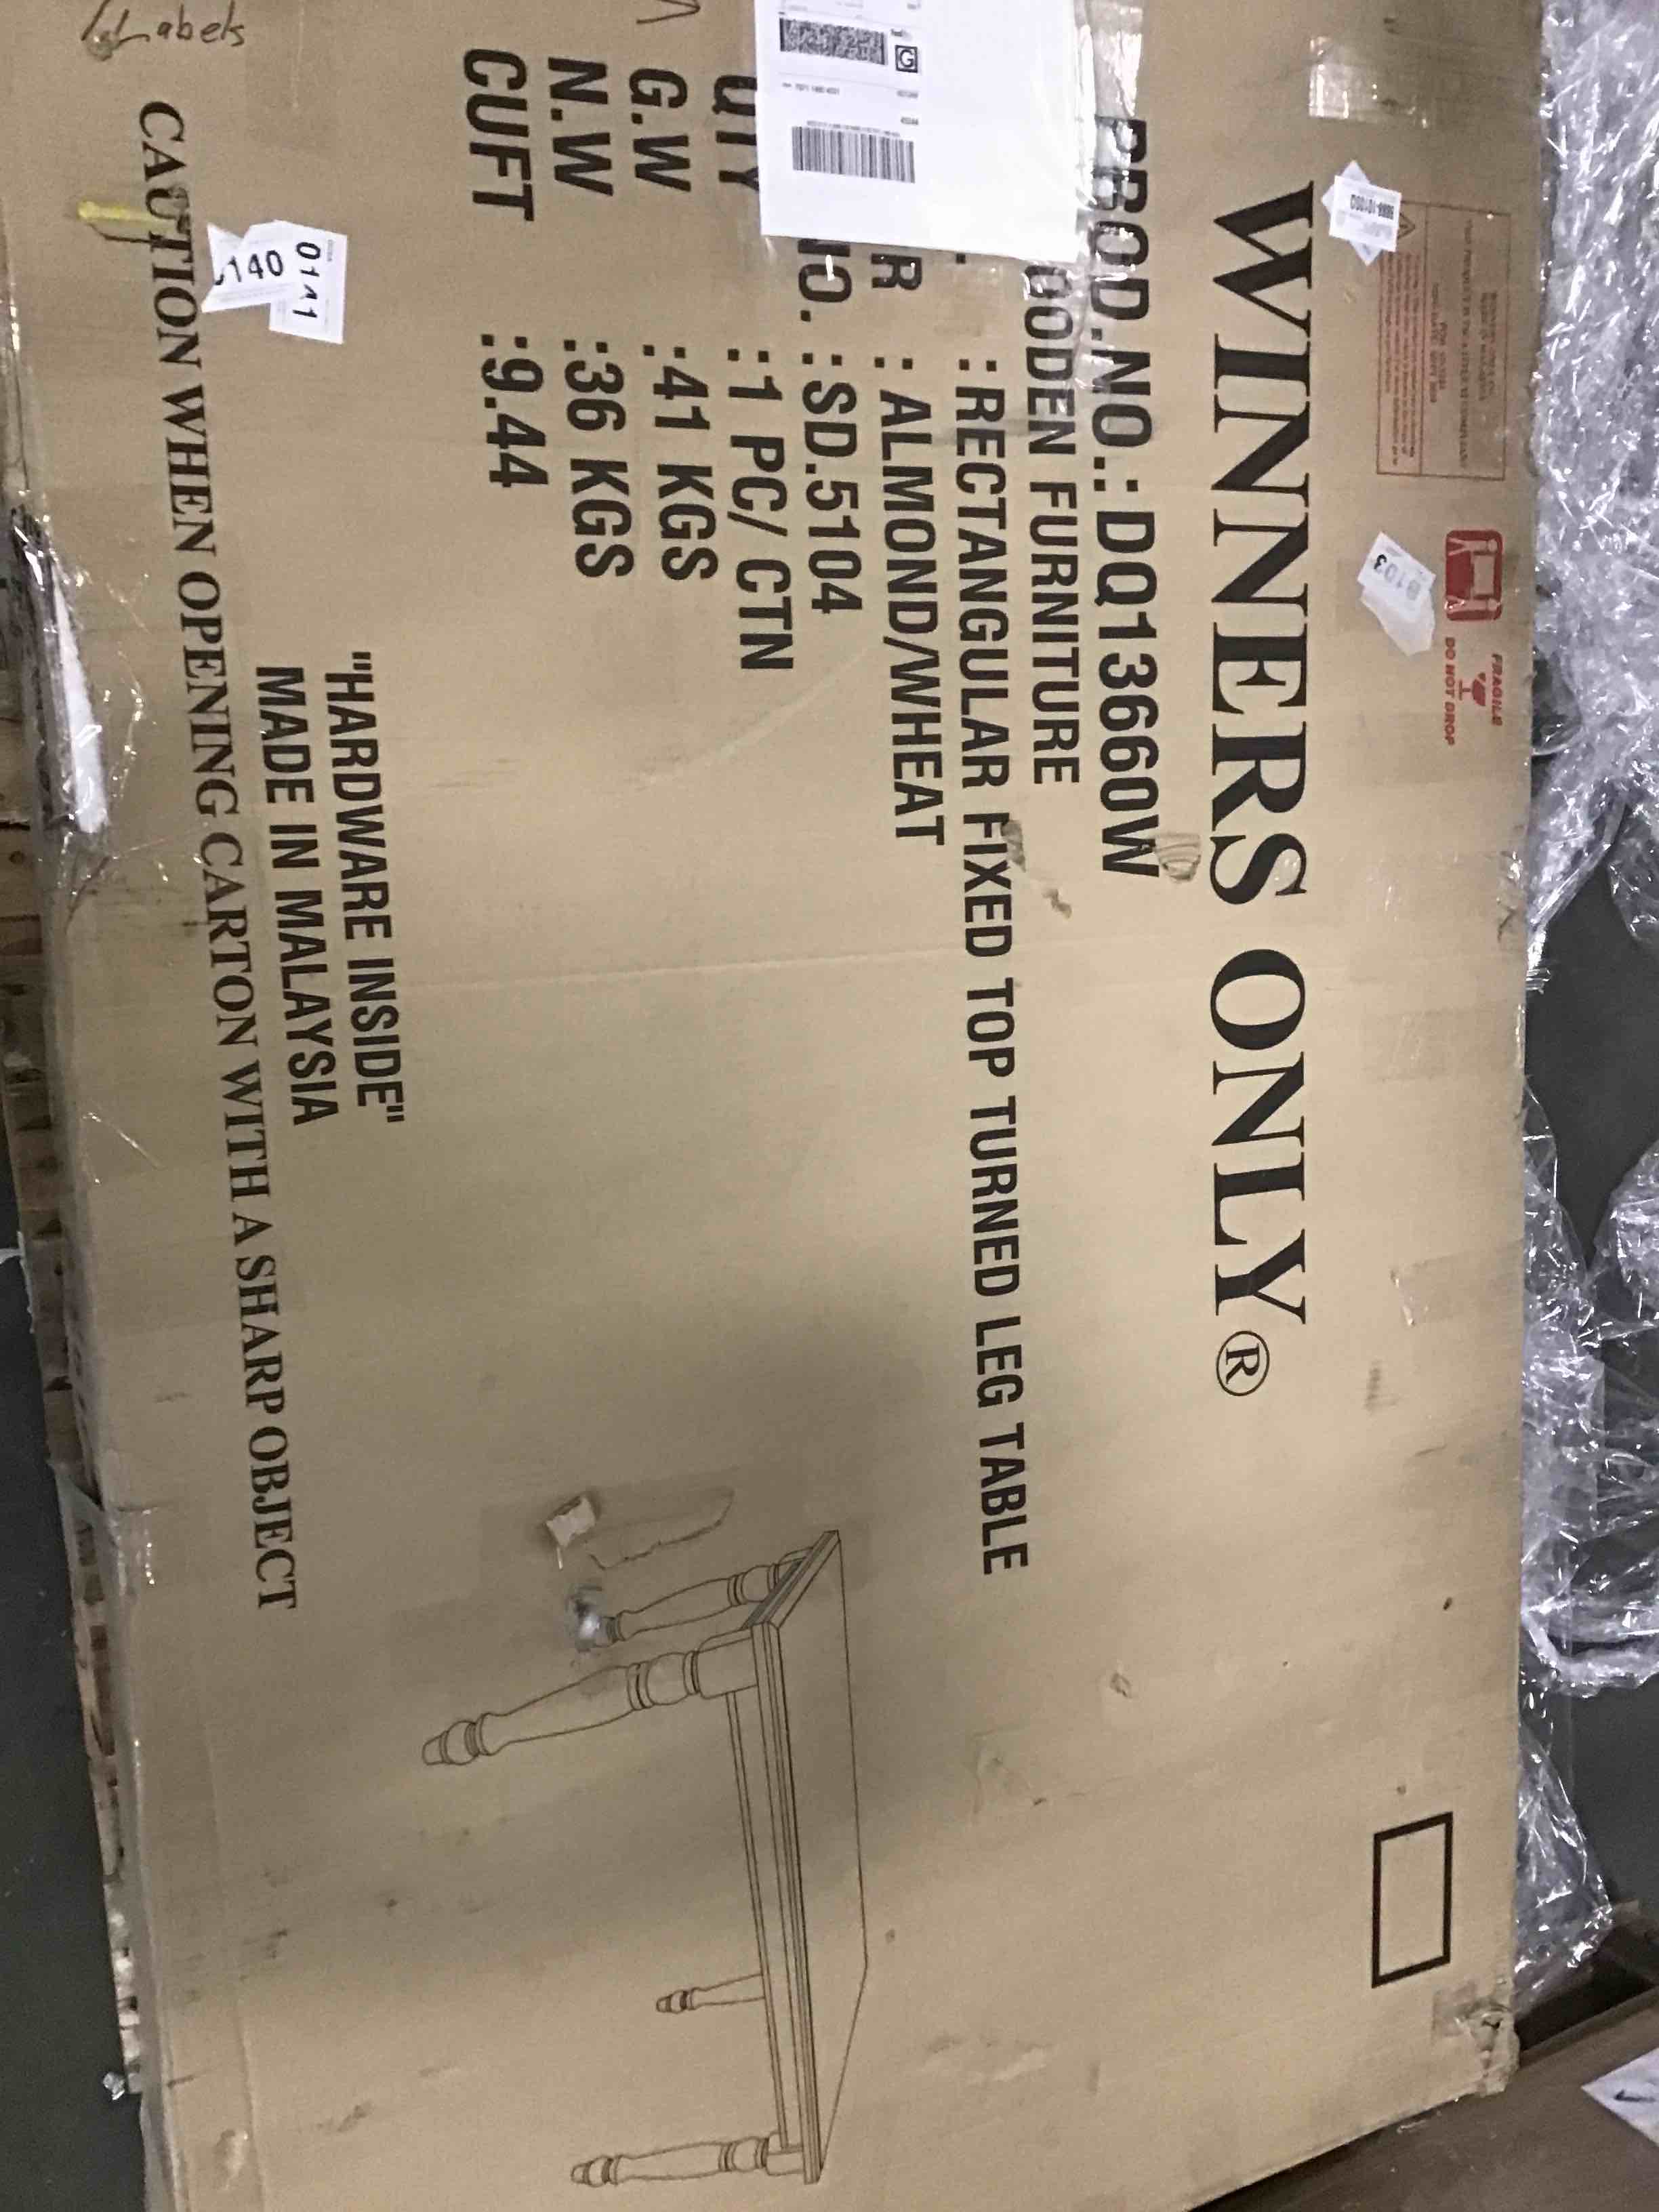 WINNERS ONLY®
PROD.NO.: DQ13660W
OODEN FURNITURE
: RECTANGULAR FIXED TOP TURNED LEG TABLE
R : ALMOND/WHEAT
NO. : SD.5104
QTY : 1 PC/ CTN
G.W : 41 KGS
N.W : 36 KGS
CUFT : 9.44
"HARDWARE INSIDE"
MADE IN MALAYSIA
CAUTION WHEN OPENING CARTON WITH A SHARP OBJECT
Labels
0141
140
FRAGILE
DO NOT DROP
G